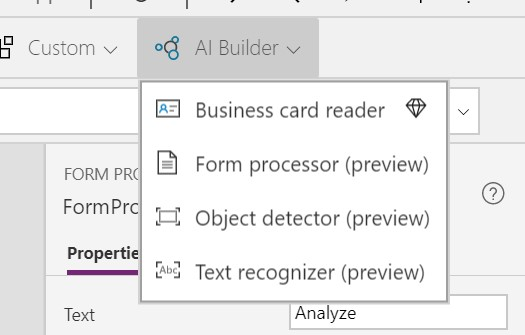 Custom
AI Builder
Business card reader
Form processor (preview)
Object detector (preview)
Abc
Text recognizer (preview)
FORM PRO
FormPro
Propertie
Text
Analyze